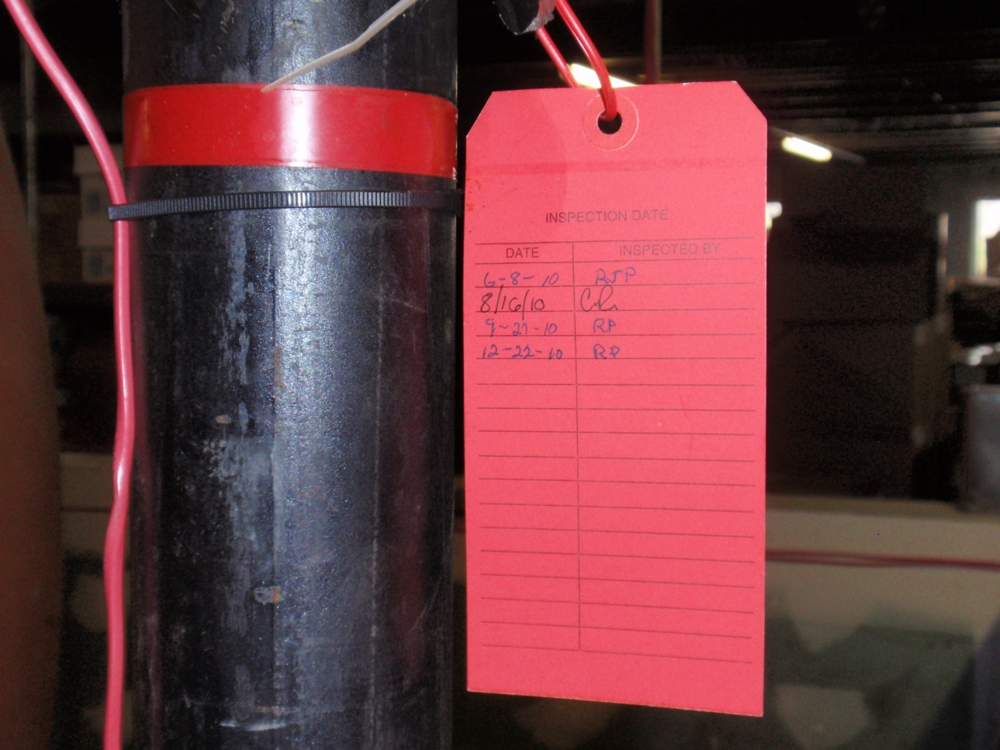 INSPECTION DATE
DATE INSPECTED BY
6-8-10 RJP
8/16/10
9-27-10 RP
12-22-10 RP